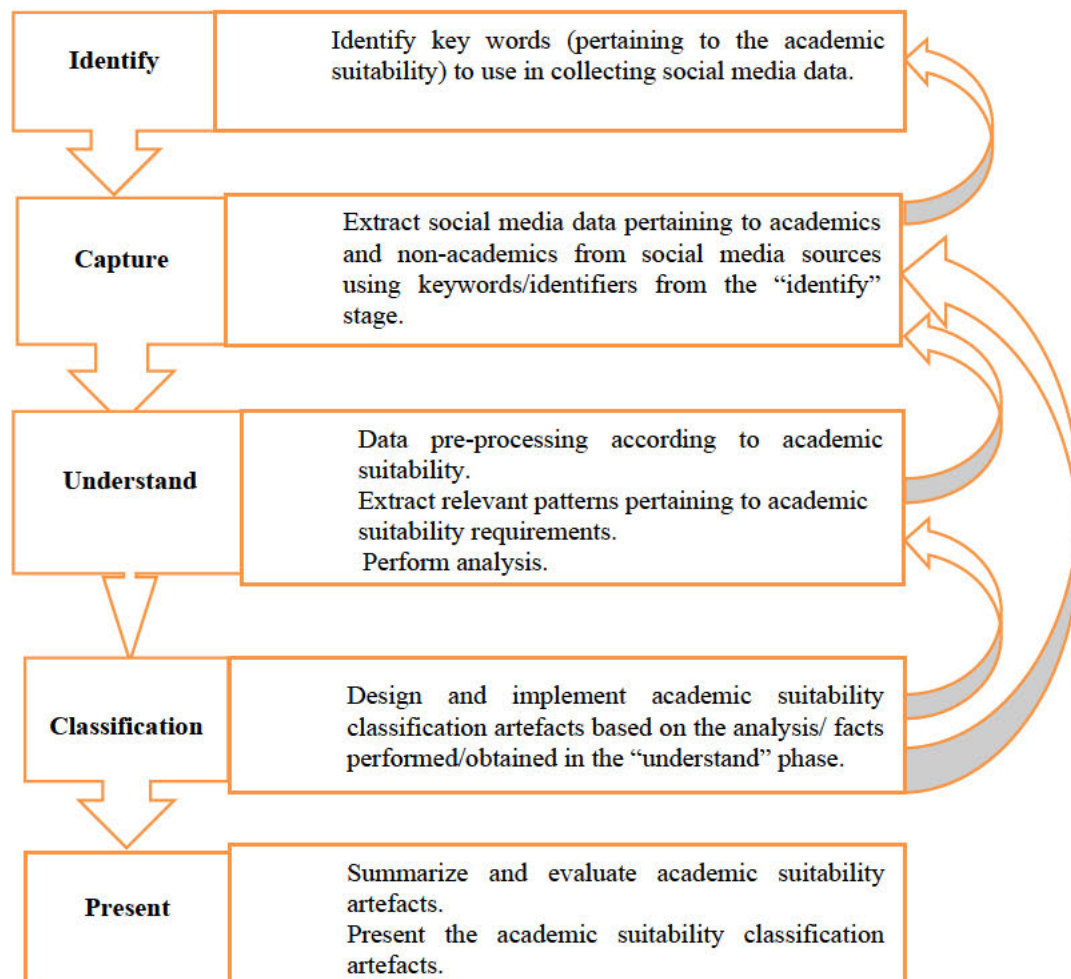 Identify
Identify key words (pertaining to the academic
suitability) to use in collecting social media data.
Capture
Extract social media data pertaining to academics
and non-academics from social media sources
using keywords/identifiers from the “identify”
stage.
Understand
Data pre-processing according to academic
suitability.
Extract relevant patterns pertaining to academic
suitability requirements.
Perform analysis.
Classification
Design and implement academic suitability
classification artefacts based on the analysis/ facts
performed/obtained in the “understand” phase.
Present
Summarize and evaluate academic suitability
artefacts.
Present the academic suitability classification
artefacts.